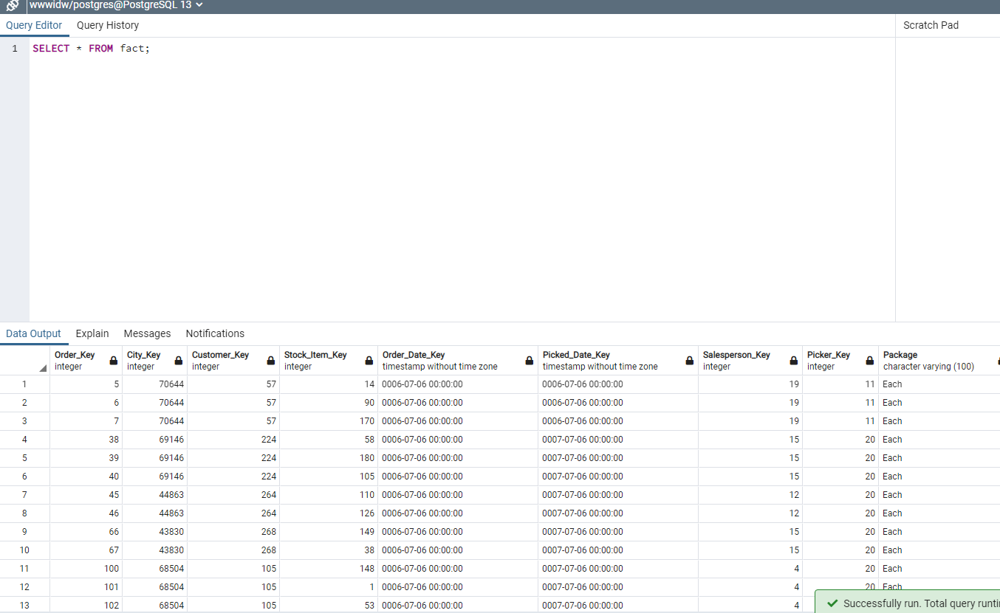 wwwidw/postgres@PostgreSQL 13
Query Editor Query History Scratch Pad
1 SELECT * FROM fact;
Data Output Explain Messages Notifications
Order_Key City_Key Customer_Key Stock_Item_Key Order_Date_Key Picked_Date_Key Salesperson_Key Picker_Key Package
integer integer integer integer timestamp without time zone timestamp without time zone integer integer character varying (100)
1 5 70644 57 14 0006-07-06 00:00:00 0006-07-06 00:00:00 19 11 Each
2 6 70644 57 90 0006-07-06 00:00:00 0006-07-06 00:00:00 19 11 Each
3 7 70644 57 170 0006-07-06 00:00:00 0006-07-06 00:00:00 19 11 Each
4 38 69146 224 58 0006-07-06 00:00:00 0007-07-06 00:00:00 15 20 Each
5 39 69146 224 180 0006-07-06 00:00:00 0007-07-06 00:00:00 15 20 Each
6 40 69146 224 105 0006-07-06 00:00:00 0007-07-06 00:00:00 15 20 Each
7 45 44863 264 110 0006-07-06 00:00:00 0007-07-06 00:00:00 12 20 Each
8 46 44863 264 126 0006-07-06 00:00:00 0007-07-06 00:00:00 12 20 Each
9 66 43830 268 149 0006-07-06 00:00:00 0007-07-06 00:00:00 15 20 Each
10 67 43830 268 38 0006-07-06 00:00:00 0007-07-06 00:00:00 15 20 Each
11 100 68504 105 148 0006-07-06 00:00:00 0007-07-06 00:00:00 4 20 Each
12 101 68504 105 1 0006-07-06 00:00:00 0007-07-06 00:00:00 4 20 Each
13 102 68504 105 53 0006-07-06 00:00:00 0007-07-06 00:00:00 4
Successfully run. Total query runti